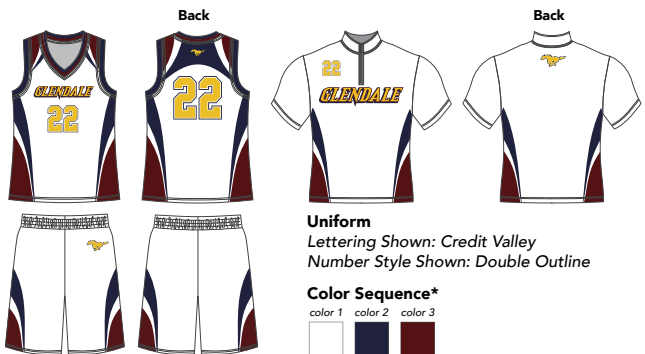 Back
Back
GLENDALE
22
22
22
GLENDALE
Uniform
Lettering Shown: Credit Valley
Number Style Shown: Double Outline
Color Sequence*
color 1 color 2 color 3